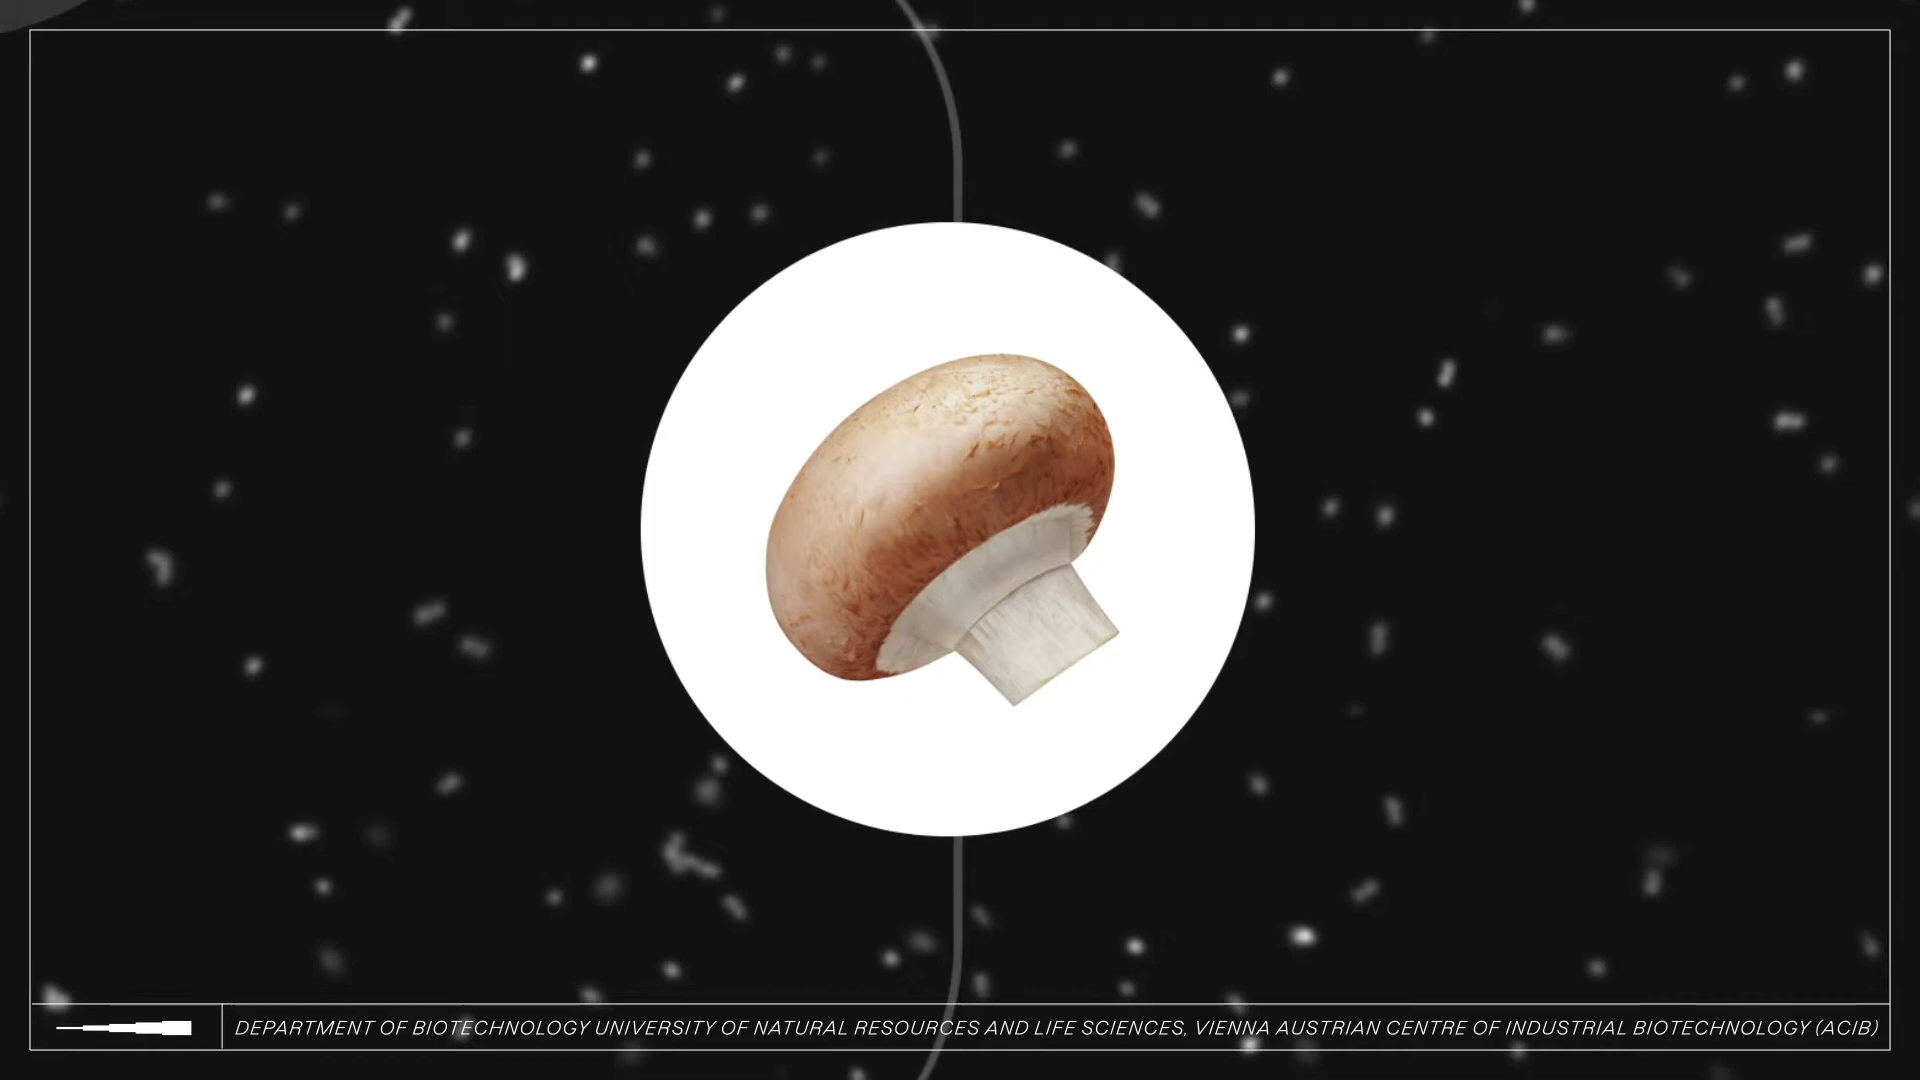 DEPARTMENT OF BIOTECHNOLOGY UNIVERSITY OF NATURAL RESOURCES AND LIFE SCIENCES, VIENNA AUSTRIAN CENTRE OF INDUSTRIAL BIOTECHNOLOGY (ACIB)